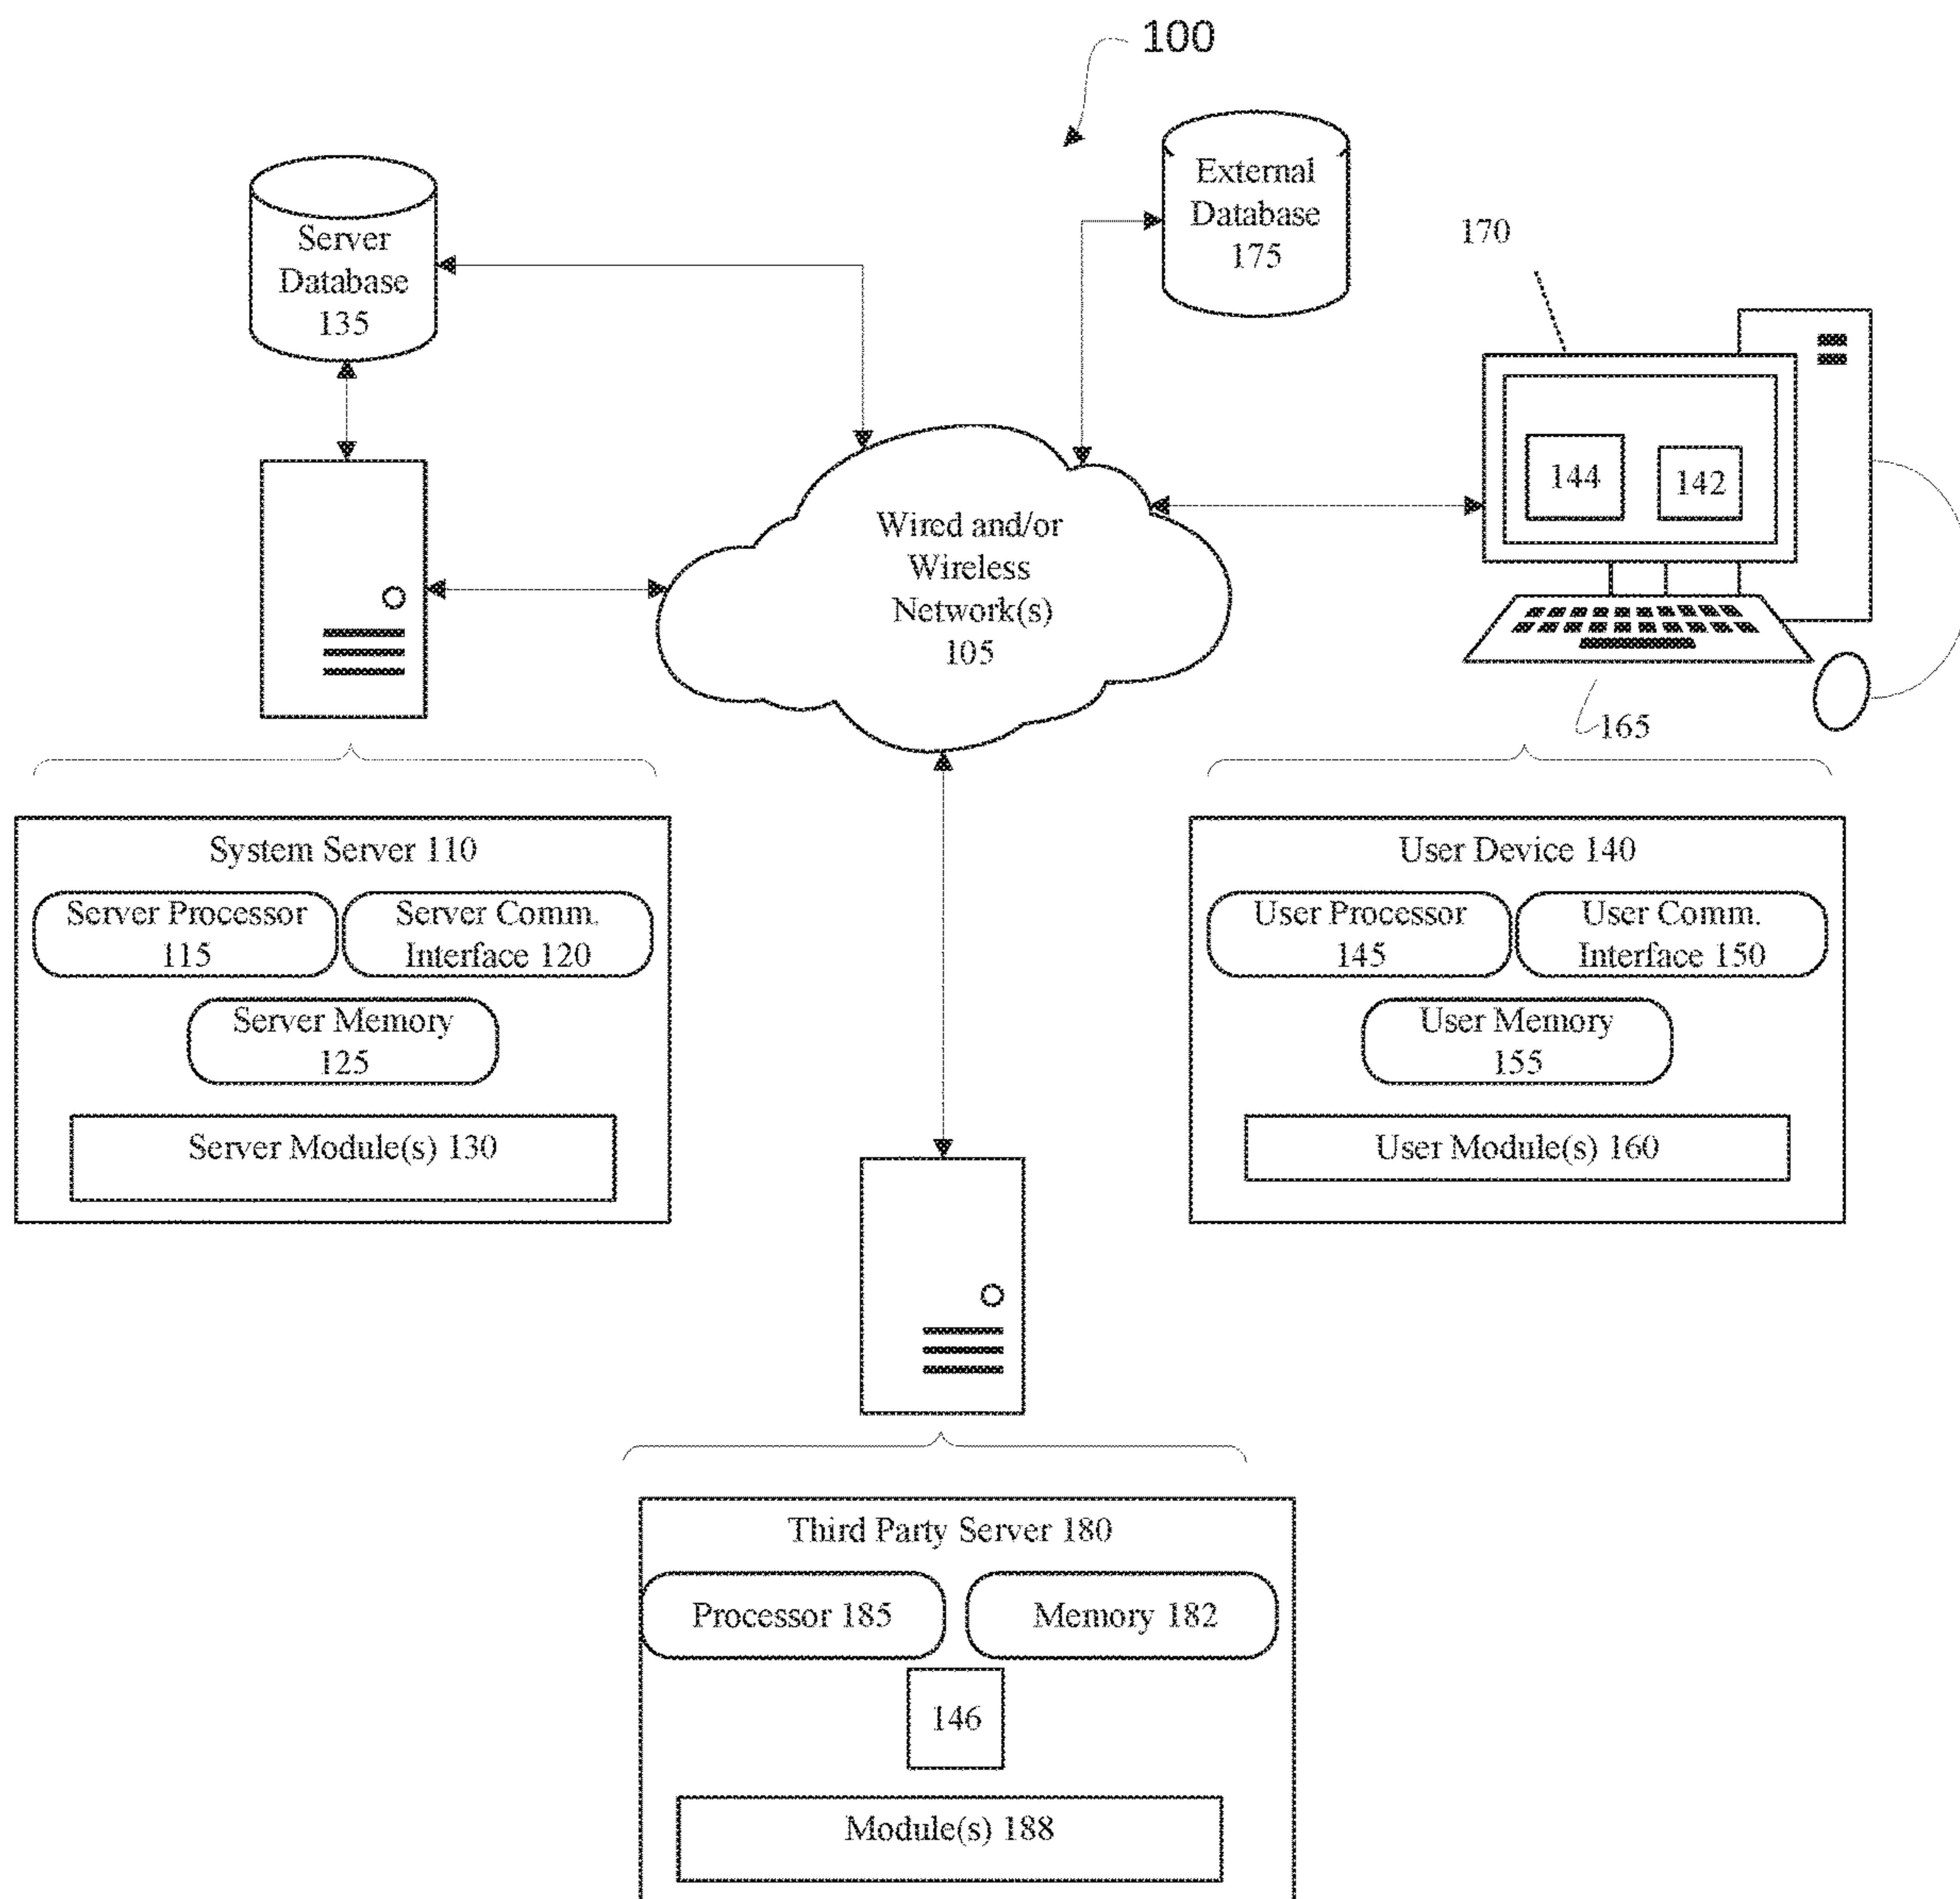 100
External
Database
175
Server
Database
135
170
144
142
Wired and/or
Wireless
Network(s)
105
165
System Server 110
Server Processor
115
Server Comm.
Interface 120
Server Memory
125
Server Module(s) 130
User Device 140
User Processor
145
User Comm.
Interface 150
User Memory
155
User Module(s) 160
Third Party Server 180
Processor 185
Memory 182
146
Module(s) 188